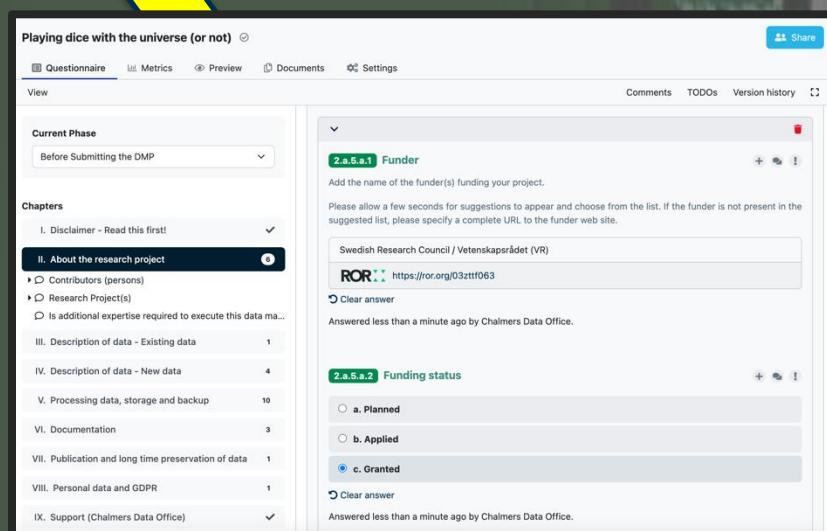 Playing dice with the universe (or not)
Share
Questionnaire Metrics Preview Documents Settings
View
Comments TODOs Version history
Current Phase
Before Submitting the DMP
Chapters
I. Disclaimer - Read this first!
II. About the research project 6
Contributors (persons)
Research Project(s)
Is additional expertise required to execute this data ma...
III. Description of data - Existing data 1
IV. Description of data - New data 4
V. Processing data, storage and backup 10
VI. Documentation 3
VII. Publication and long time preservation of data 1
VIII. Personal data and GDPR 1
IX. Support (Chalmers Data Office)
2.a.5.a.1 Funder
Add the name of the funder(s) funding your project.
Please allow a few seconds for suggestions to appear and choose from the list. If the funder is not present in the
suggested list, please specify a complete URL to the funder web site.
Swedish Research Council / Vetenskapsrådet (VR)
ROR https://ror.org/03zttf063
Clear answer
Answered less than a minute ago by Chalmers Data Office.
2.a.5.a.2 Funding status
a. Planned
b. Applied
c. Granted
Clear answer
Answered less than a minute ago by Chalmers Data Office.